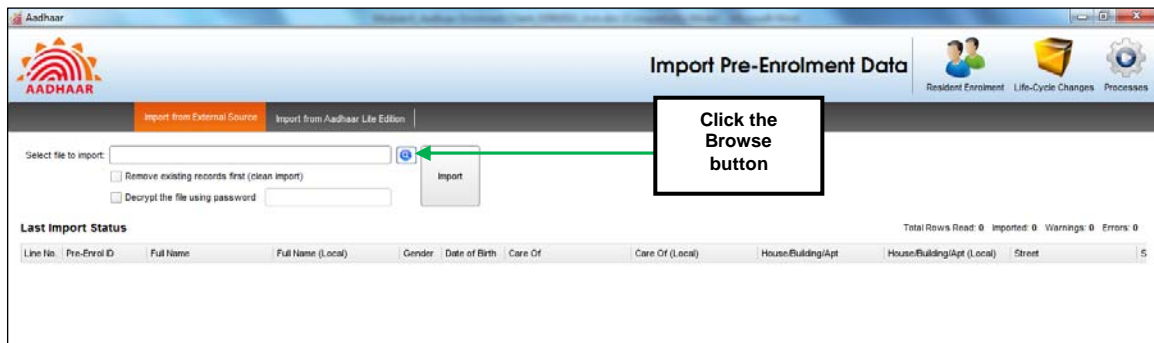 Aadhaar
AADHAAR
Import Pre-Enrolment Data
Resident Enrolment Life-Cycle Changes Processes
Import from External Source Import from Aadhaar Lite Edition
Click the
Browse
button
Select file to import:
Remove existing records first (clean import)
Import
Decrypt the file using password
Last Import Status
Total Rows Read: 0 Imported: 0 Warnings: 0 Errors: 0
Line No. Pre-Enrol ID Full Name Full Name (Local) Gender Date of Birth Care Of Care Of (Local) House/Building/Apt House/Building/Apt (Local) Street S